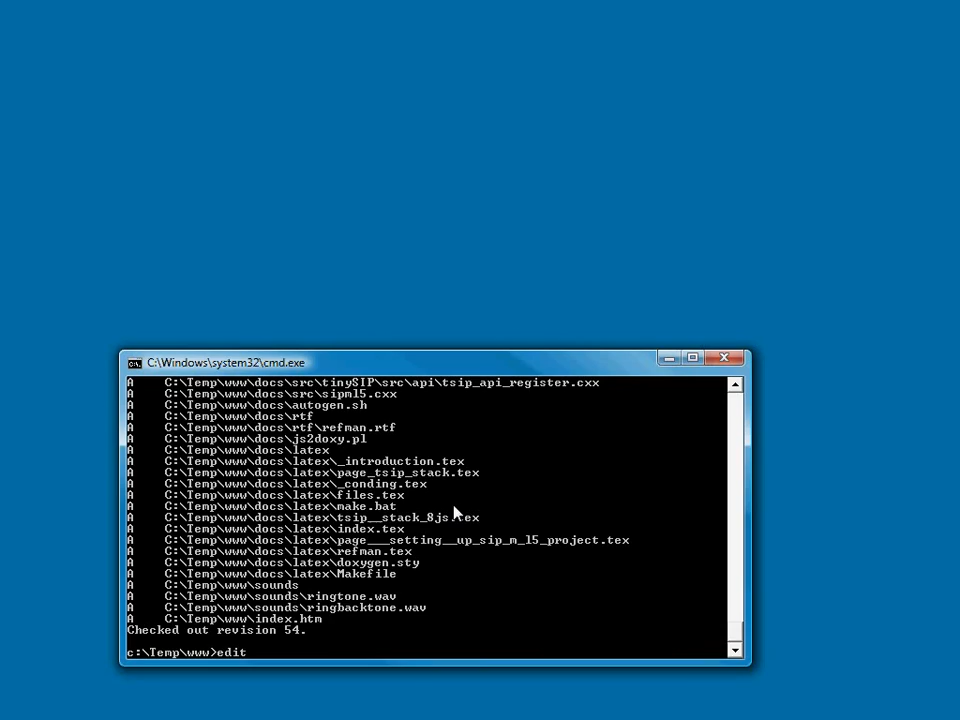 C:\Windows\system32\cmd.exe
A    C:\Temp\www\docs\src\tinySIP\src\api\tsip_api_register.cxx
A    C:\Temp\www\docs\src\sipml5.cxx
A    C:\Temp\www\docs\autogen.sh
A    C:\Temp\www\docs\rtf
A    C:\Temp\www\docs\rtf\refman.rtf
A    C:\Temp\www\docs\js2doxy.pl
A    C:\Temp\www\docs\latex
A    C:\Temp\www\docs\latex\_introduction.tex
A    C:\Temp\www\docs\latex\page_tsip_stack.tex
A    C:\Temp\www\docs\latex\_conding.tex
A    C:\Temp\www\docs\latex\files.tex
A    C:\Temp\www\docs\latex\make.bat
A    C:\Temp\www\docs\latex\tsip__stack_8js.tex
A    C:\Temp\www\docs\latex\index.tex
A    C:\Temp\www\docs\latex\page___setting__up_sip_m_l5_project.tex
A    C:\Temp\www\docs\latex\refman.tex
A    C:\Temp\www\docs\latex\doxygen.sty
A    C:\Temp\www\docs\latex\Makefile
A    C:\Temp\www\sounds
A    C:\Temp\www\sounds\ringtone.wav
A    C:\Temp\www\sounds\ringbacktone.wav
A    C:\Temp\www\index.htm
Checked out revision 54.
c:\Temp\www>edit